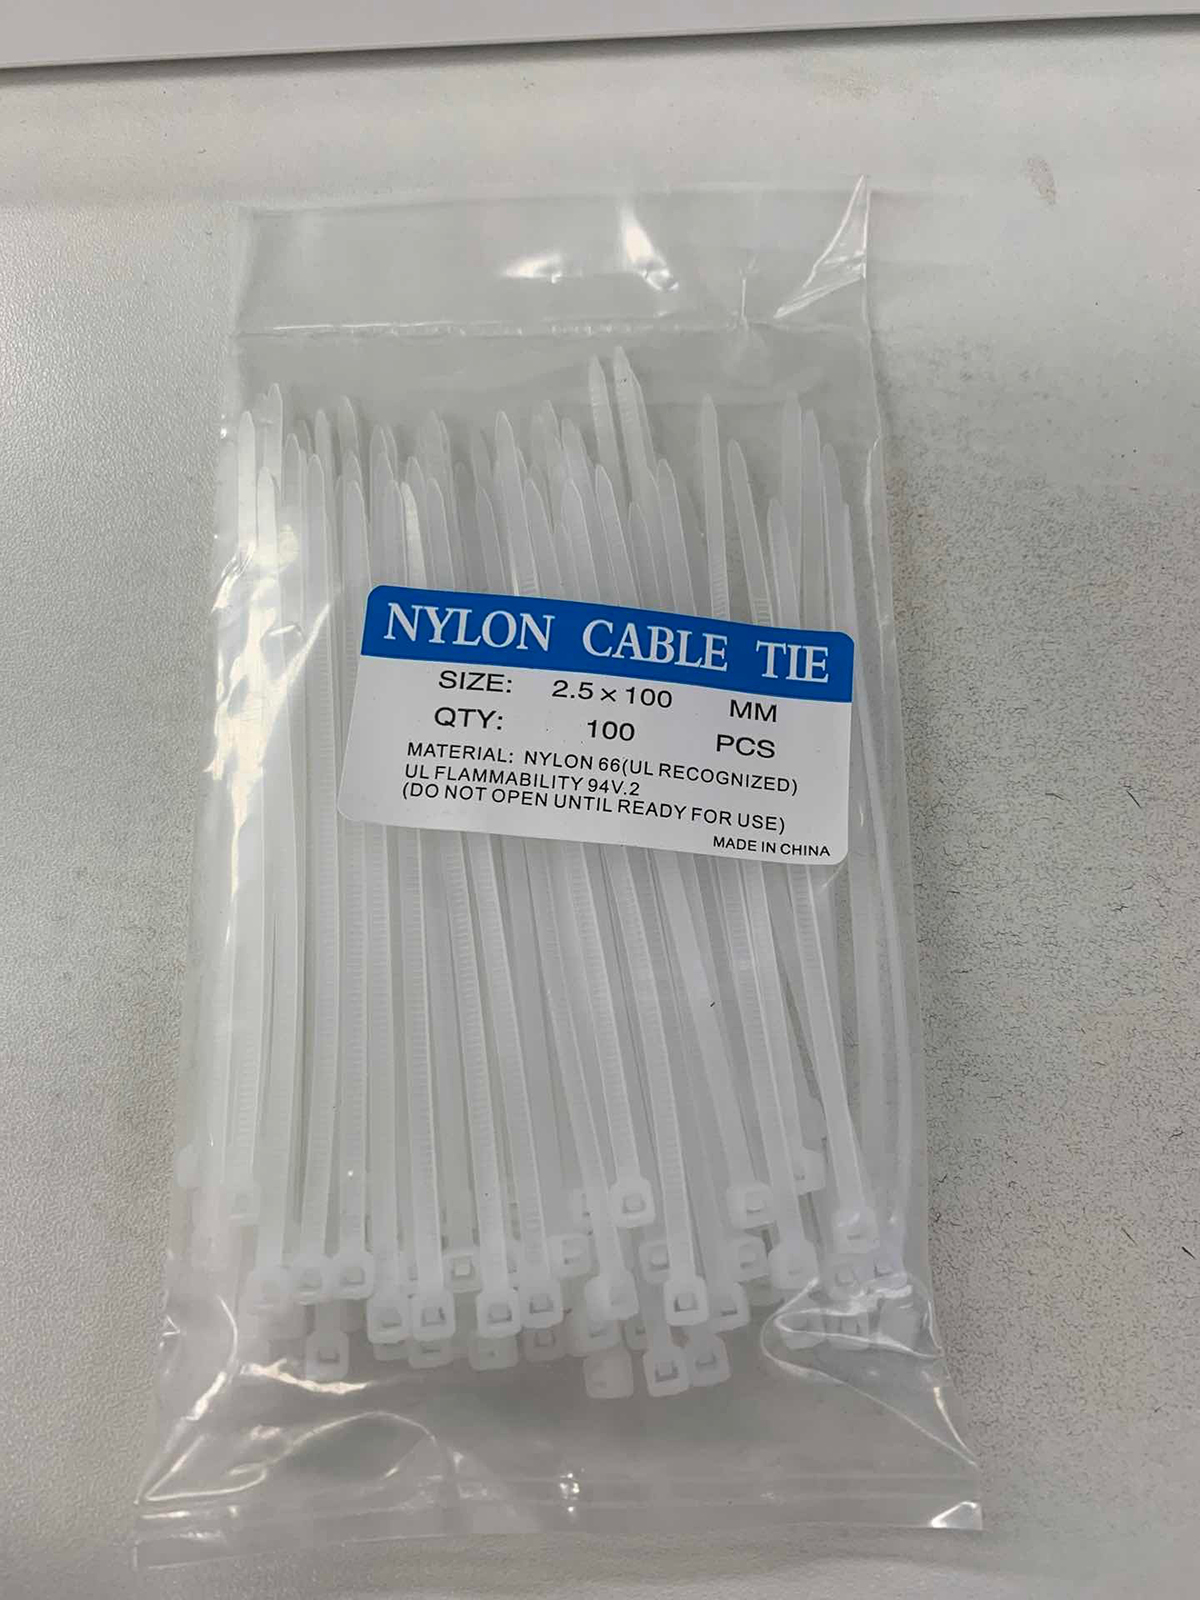 NYLON CABLE TIE
SIZE: 2.5×100 MM
QTY: 100 PCS
MATERIAL: NYLON 66(UL RECOGNIZED)
UL FLAMMABILITY 94V.2
(DO NOT OPEN UNTIL READY FOR USE)
MADE IN CHINA